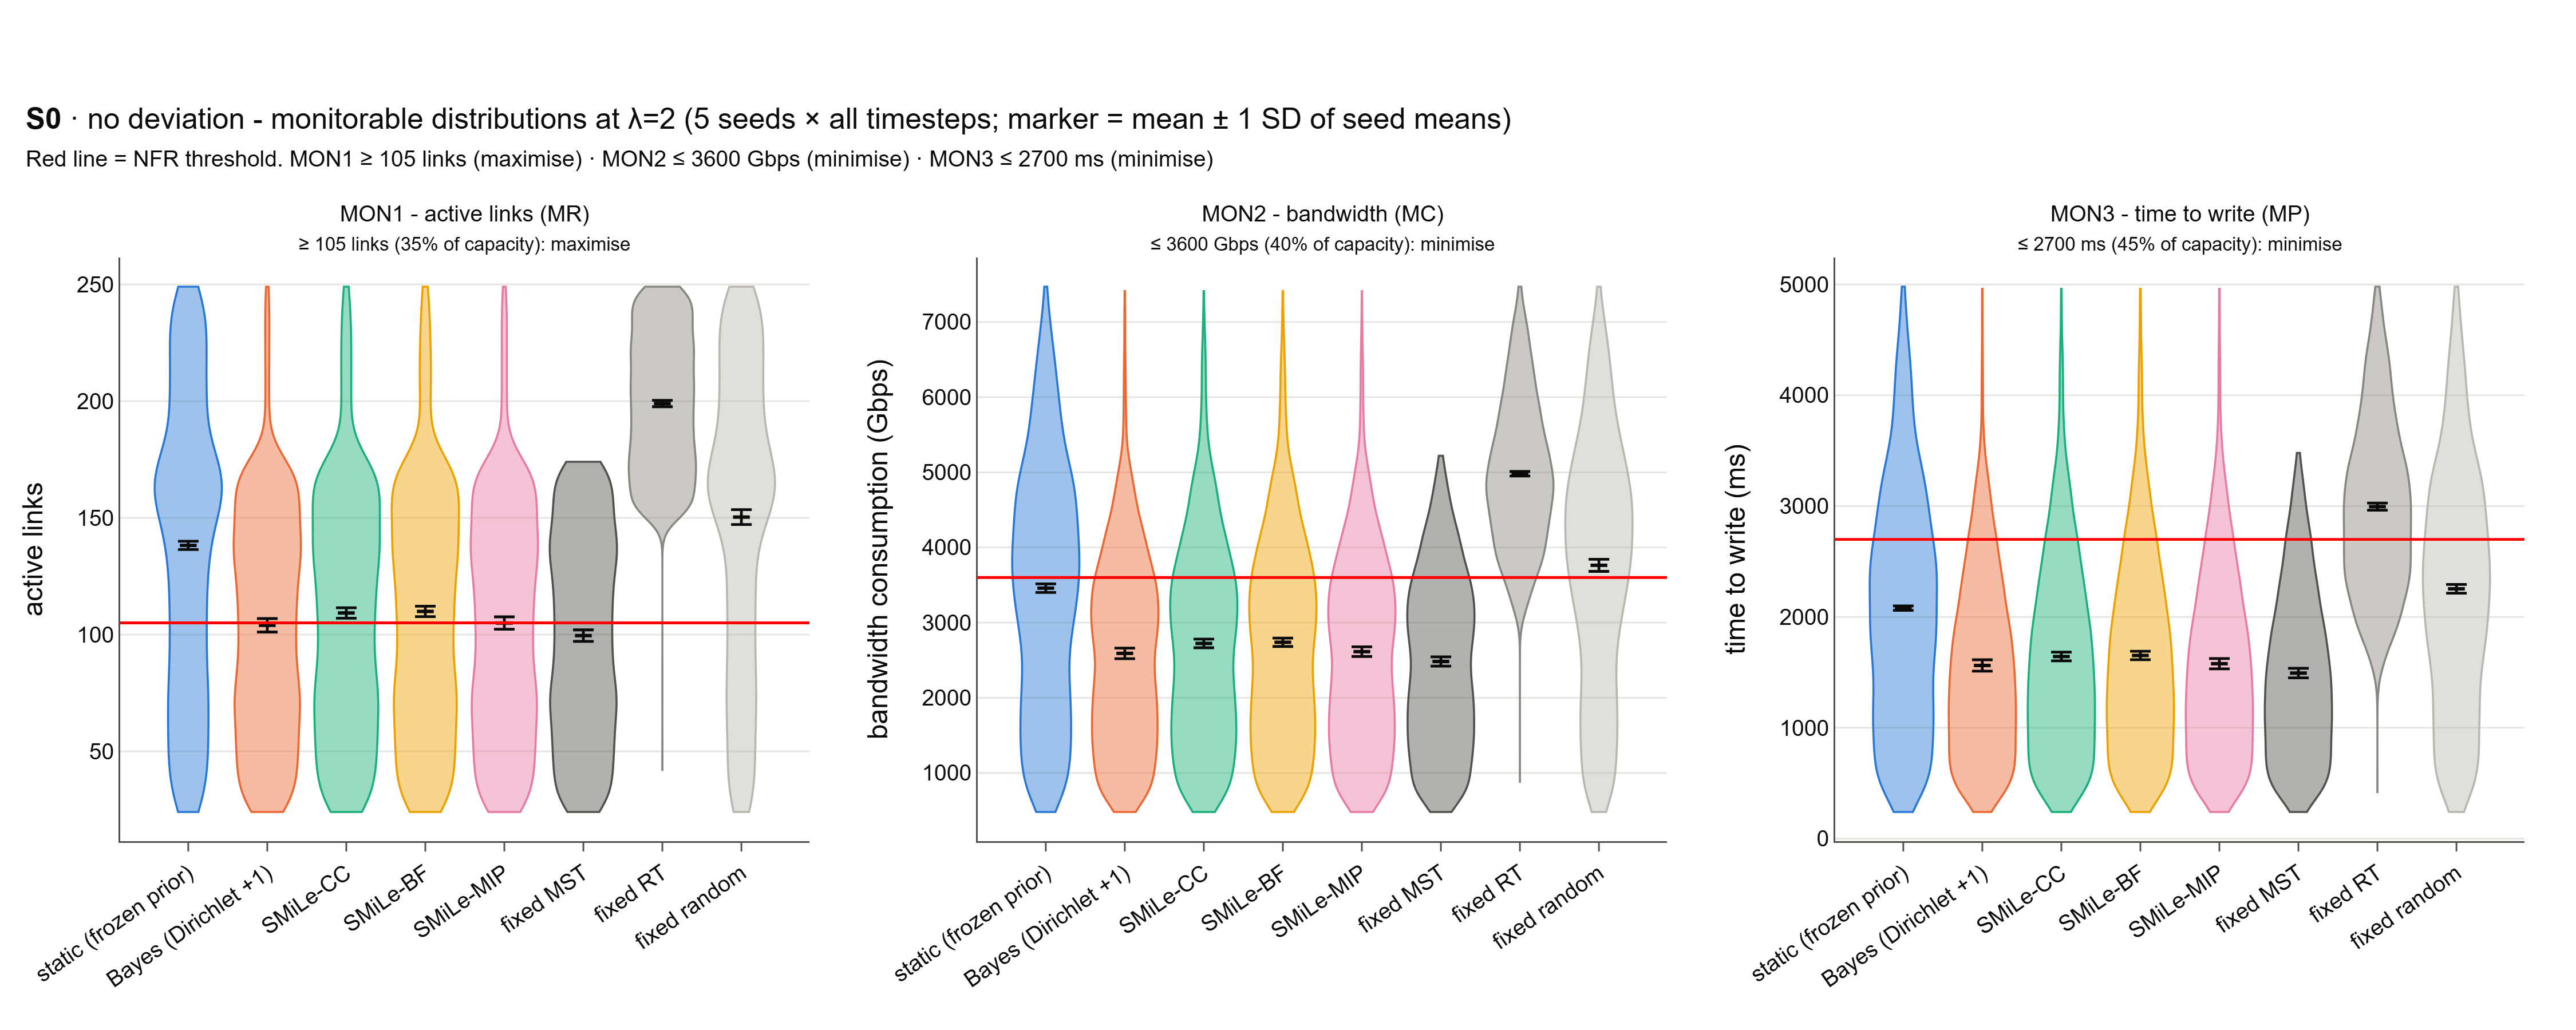 S0 · no deviation - monitorable distributions at λ=2 (5 seeds × all timesteps; marker = mean ± 1 SD of seed means)
Red line = NFR threshold. MON1 ≥ 105 links (maximise) · MON2 ≤ 3600 Gbps (minimise) · MON3 ≤ 2700 ms (minimise)
MON1 - active links (MR)
≥ 105 links (35% of capacity): maximise
active links
250
200
150
100
50
static (frozen prior)
Bayes (Dirichlet +1)
SMiLe-CC
SMiLe-BF
SMiLe-MIP
fixed MST
fixed RT
fixed random
MON2 - bandwidth (MC)
≤ 3600 Gbps (40% of capacity): minimise
bandwidth consumption (Gbps)
7000
6000
5000
4000
3000
2000
1000
static (frozen prior)
Bayes (Dirichlet +1)
SMiLe-CC
SMiLe-BF
SMiLe-MIP
fixed MST
fixed RT
fixed random
MON3 - time to write (MP)
≤ 2700 ms (45% of capacity): minimise
time to write (ms)
5000
4000
3000
2000
1000
0
static (frozen prior)
Bayes (Dirichlet +1)
SMiLe-CC
SMiLe-BF
SMiLe-MIP
fixed MST
fixed RT
fixed random